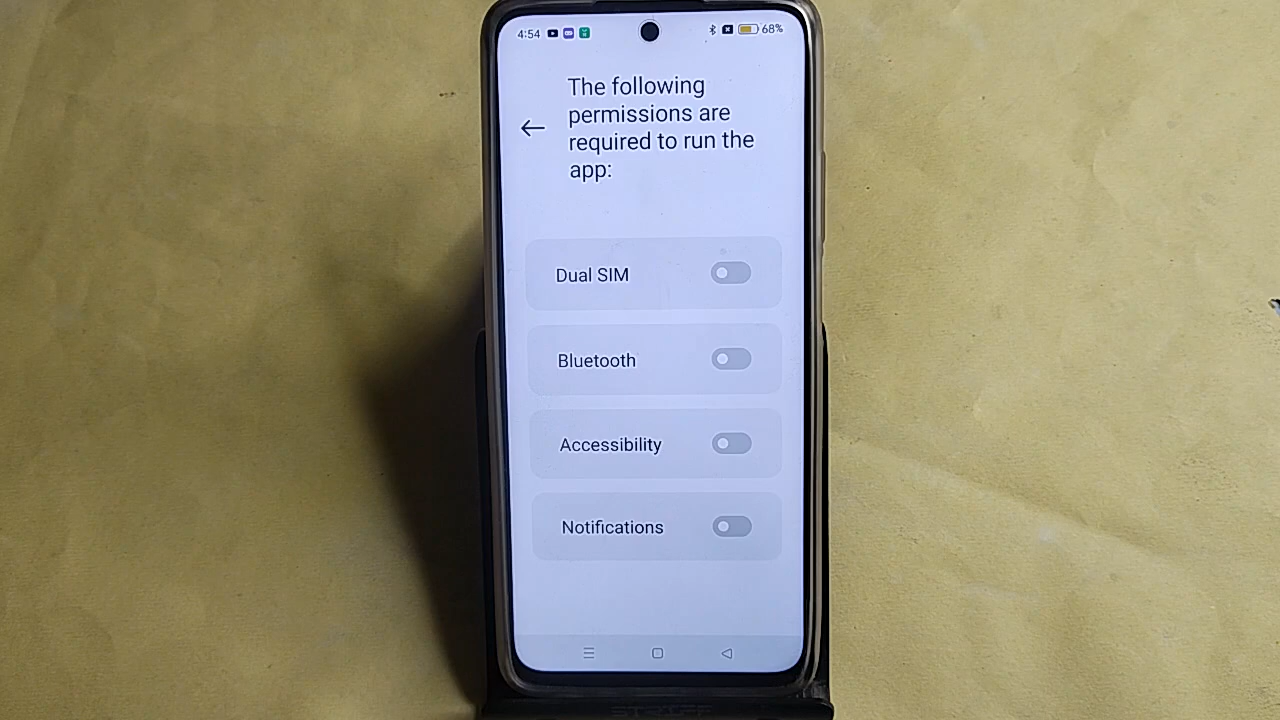 4:54
68%
The following
permissions are
required to run the
app:
Dual SIM
Bluetooth
Accessibility
Notifications